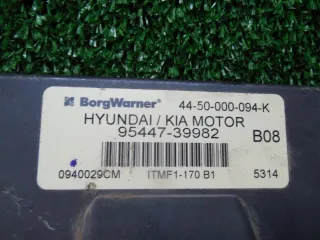 BorgWarner 44-50-000-094-K
HYUNDAI / KIA MOTOR
95447-39982 B08
0940029CM ITMF1-170 B1 5314